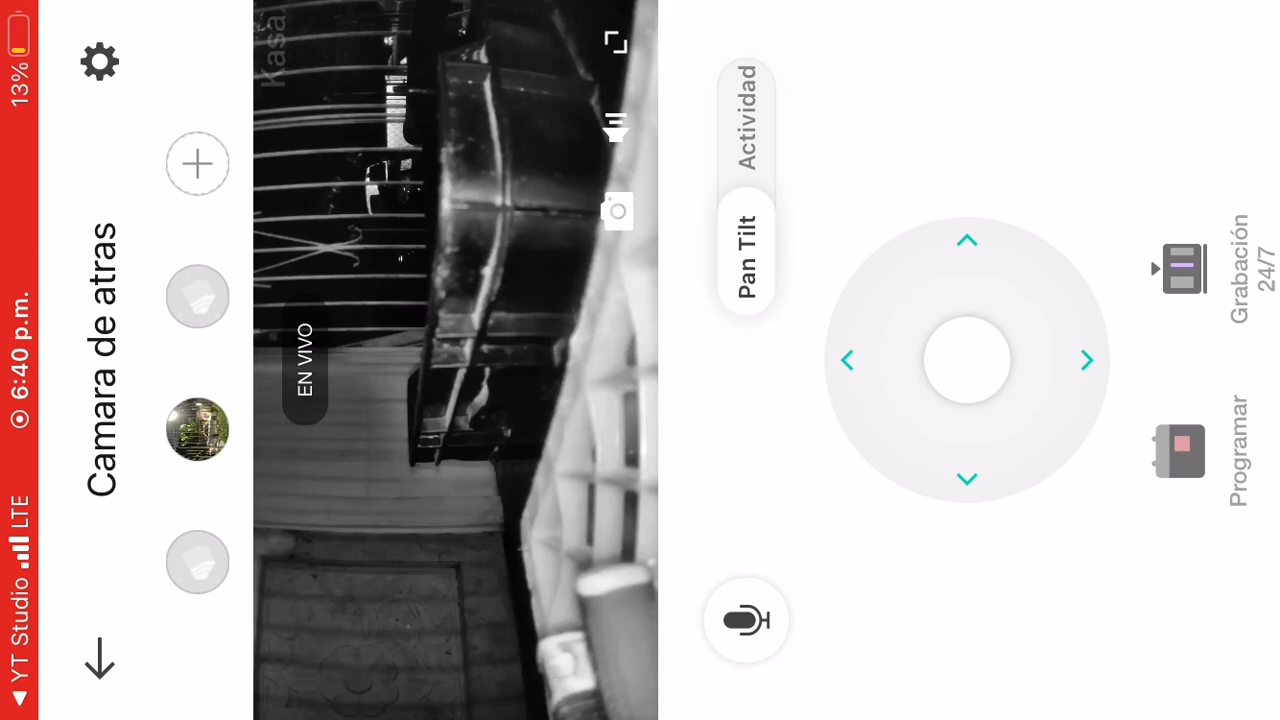 ◀ YT Studio LTE 6:40 p.m. 13%
Camara de atras
Kasa
EN VIVO
Pan Tilt Actividad
Programar
Grabación
24/7